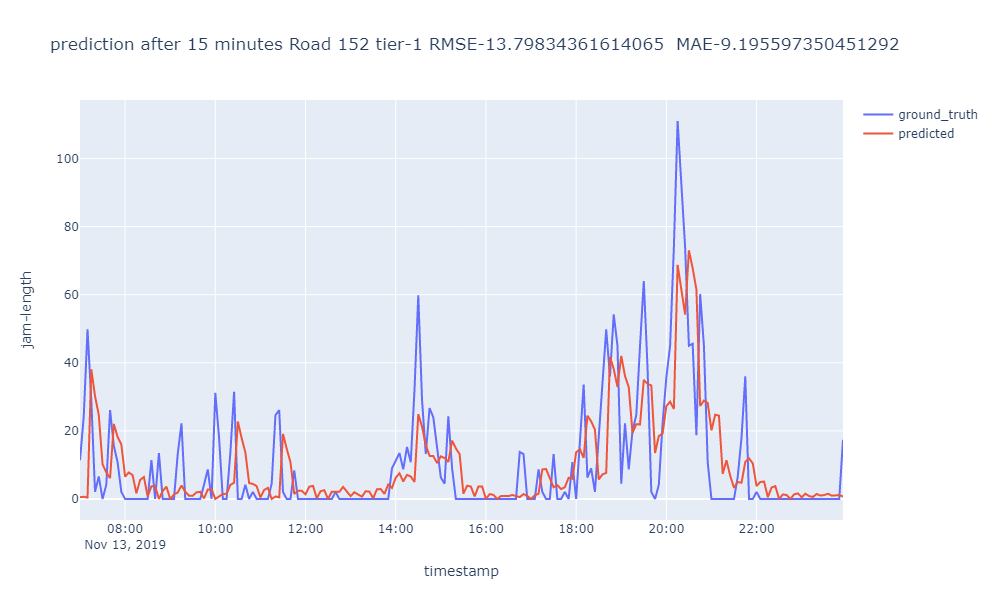 prediction after 15 minutes Road 152 tier-1 RMSE-13.79834361614065  MAE-9.195597350451292
ground_truth
predicted
100
80
60
40
20
0
jam-length
08:00 10:00 12:00 14:00 16:00 18:00 20:00 22:00
Nov 13, 2019
timestamp